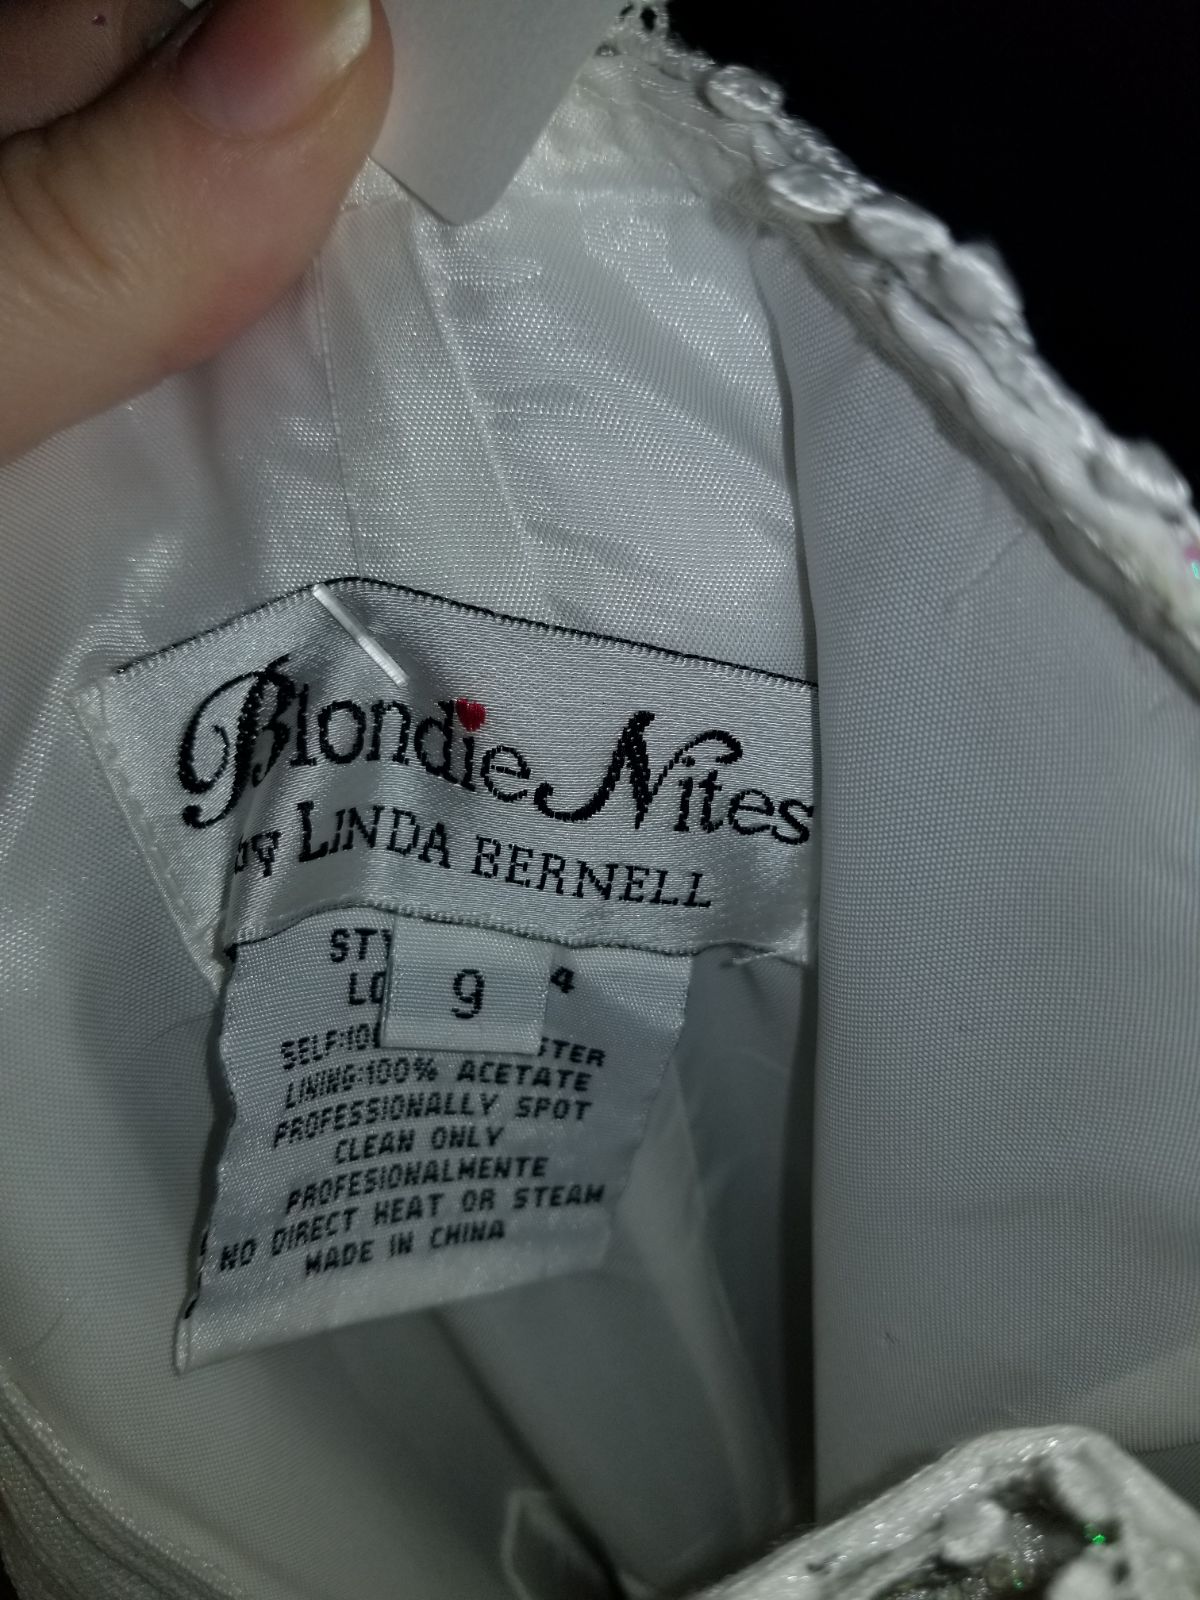 Blondie Nites
by LINDA BERNELL
9
4
LINING:100% ACETATE
PROFESSIONALLY SPOT
CLEAN ONLY
PROFESIONALMENTE
NO DIRECT HEAT OR STEAM
MADE IN CHINA